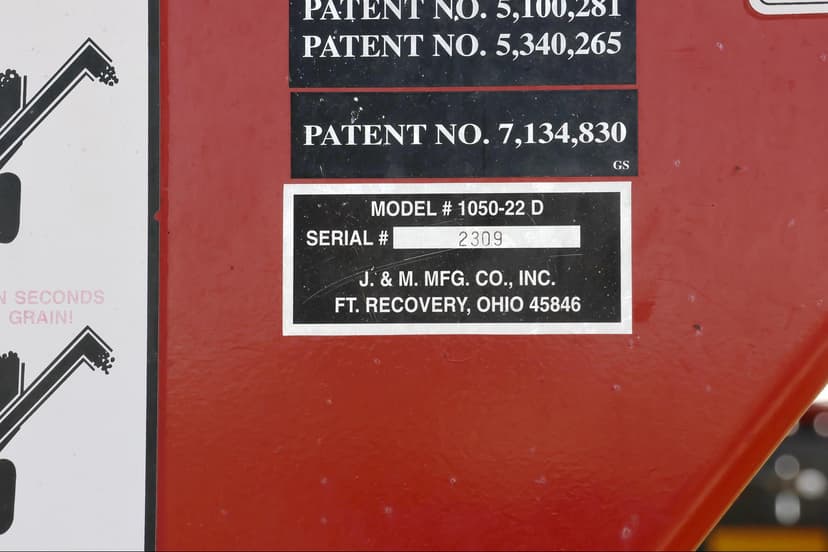 PATENT NO. 5,100,281
PATENT NO. 5,340,265
PATENT NO. 7,134,830
GS
MODEL # 1050-22 D
SERIAL # 2309
J. & M. MFG. CO., INC.
FT. RECOVERY, OHIO 45846
N SECONDS
GRAIN!